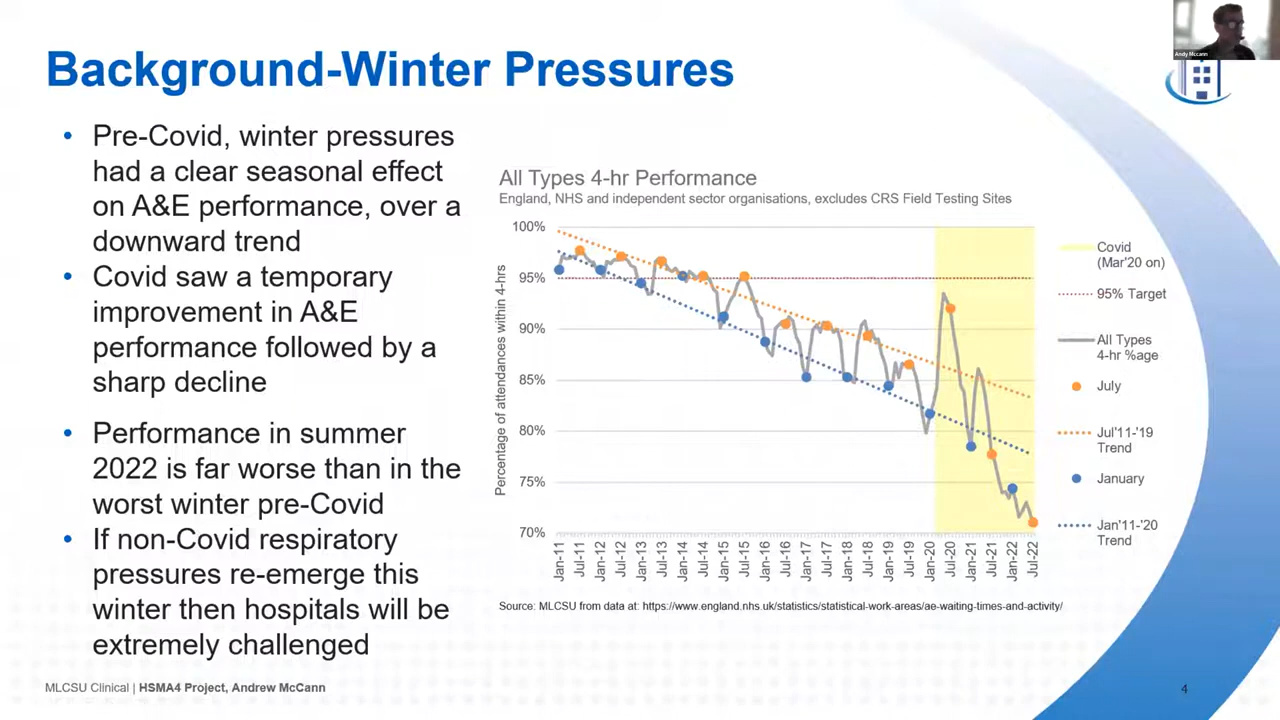 Andy Mccann
Background-Winter Pressures
• Pre-Covid, winter pressures
had a clear seasonal effect
on A&E performance, over a
downward trend
• Covid saw a temporary
improvement in A&E
performance followed by a
sharp decline
• Performance in summer
2022 is far worse than in the
worst winter pre-Covid
• If non-Covid respiratory
pressures re-emerge this
winter then hospitals will be
extremely challenged
All Types 4-hr Performance
England, NHS and independent sector organisations, excludes CRS Field Testing Sites
Percentage of attendances within 4-hrs
100%
95%
90%
85%
80%
75%
70%
Jan-11
Jul-11
Jan-12
Jul-12
Jan-13
Jul-13
Jan-14
Jul-14
Jan-15
Jul-15
Jan-16
Jul-16
Jan-17
Jul-17
Jan-18
Jul-18
Jan-19
Jul-19
Jan-20
Jul-20
Jan-21
Jul-21
Jan-22
Jul-22
Covid
(Mar'20 on)
95% Target
All Types
4-hr %age
July
Jul'11-'19
Trend
January
Jan'11-'20
Trend
Source: MLCSU from data at: https://www.england.nhs.uk/statistics/statistical-work-areas/ae-waiting-times-and-activity/
MLCSU Clinical | HSMA4 Project, Andrew McCann
4